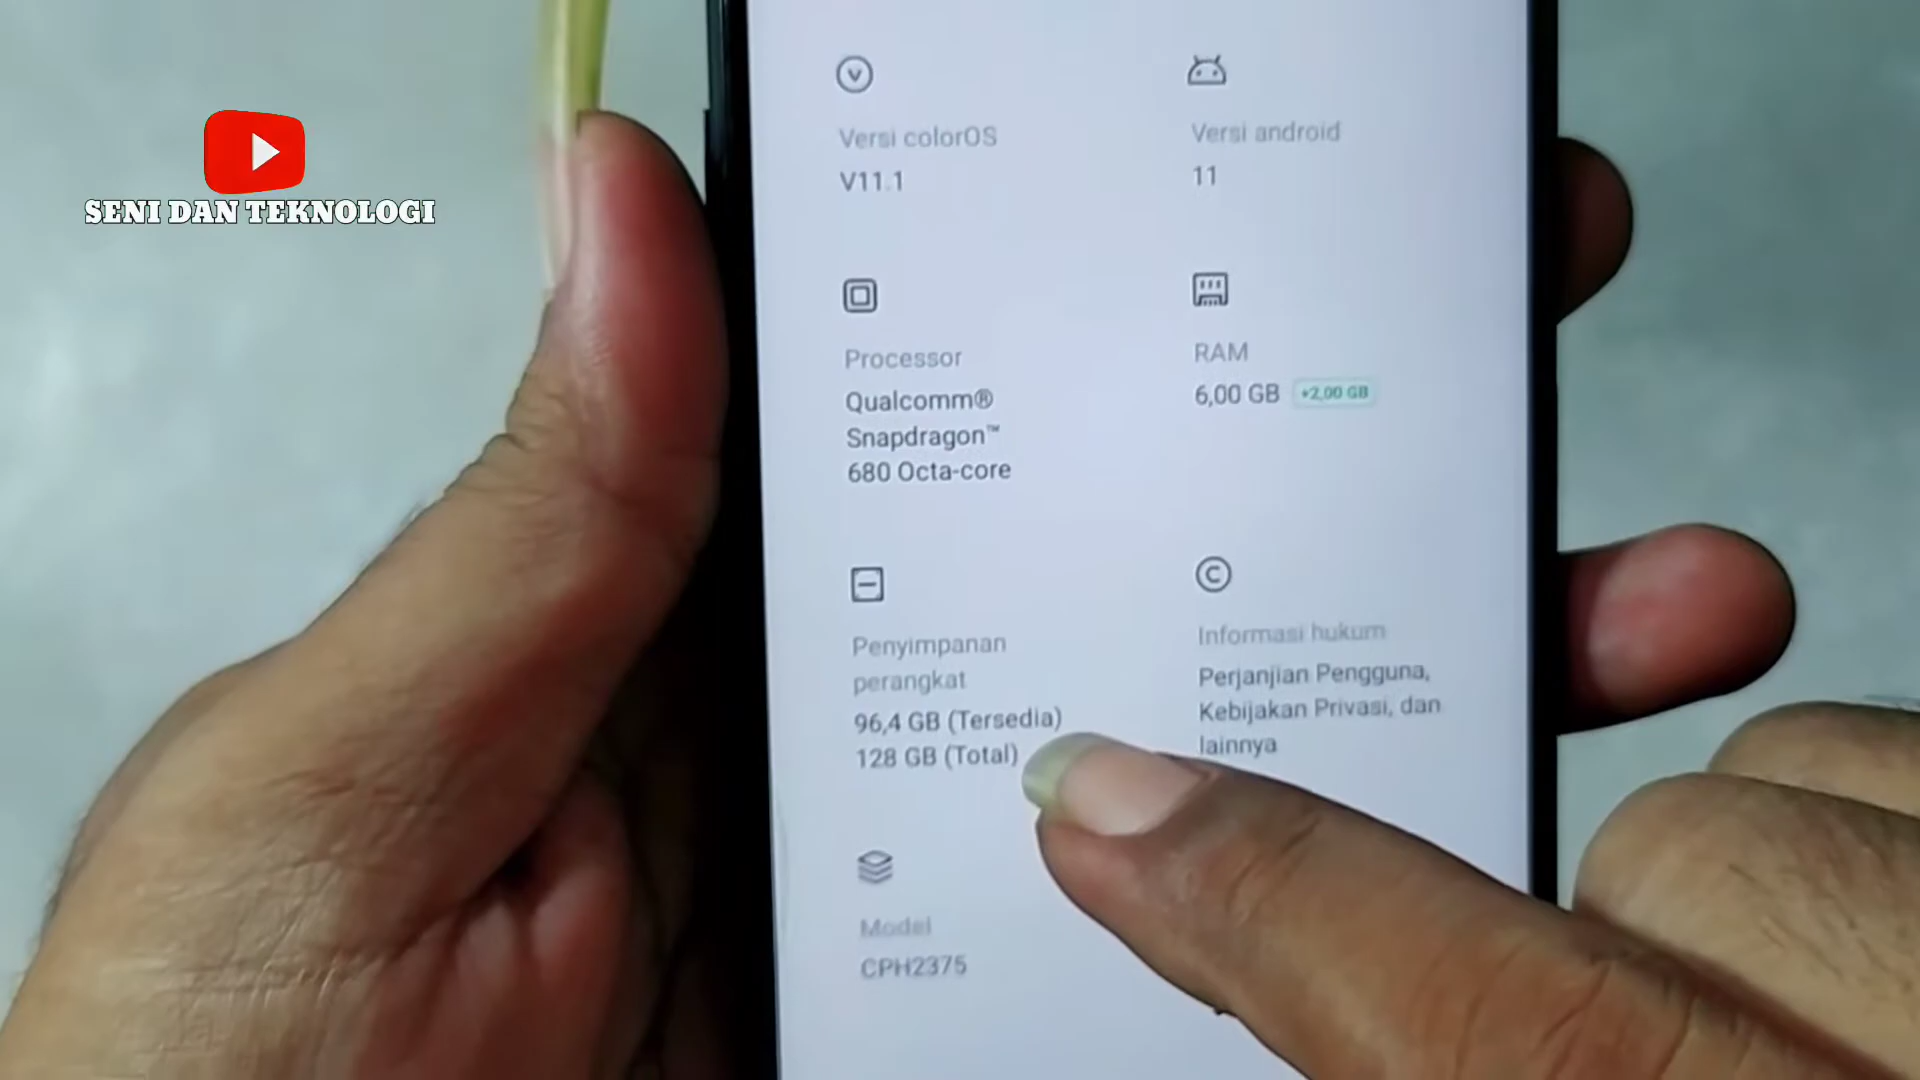 SENI DAN TEKNOLOGI
Versi colorOS
V11.1
Versi android
11
Processor
Qualcomm®
Snapdragon™
680 Octa-core
RAM
6,00 GB +2,00 GB
Penyimpanan
perangkat
96,4 GB (Tersedia)
128 GB (Total)
Informasi hukum
Perjanjian Pengguna,
Kebijakan Privasi, dan
lainnya
Model
CPH2375